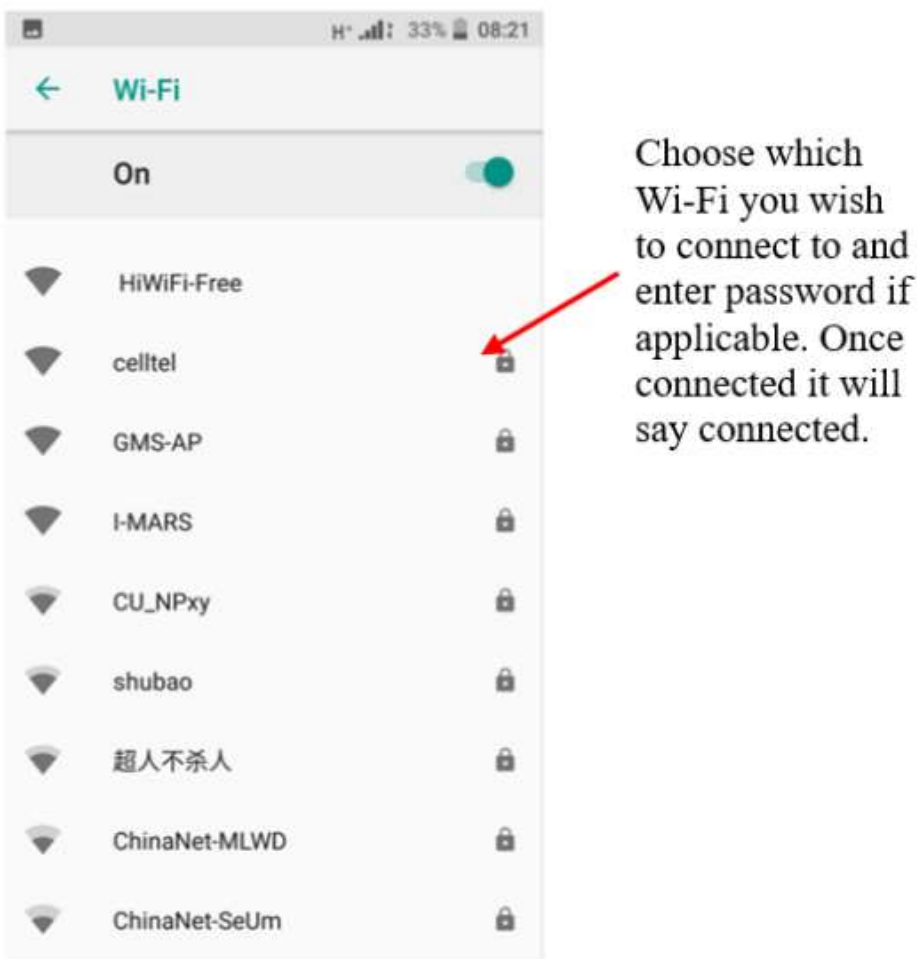 H+ 33% 08:21
Wi-Fi
On
HiWiFi-Free
celltel
GMS-AP
I-MARS
CU_NPxy
shubao
超人不杀人
ChinaNet-MLWD
ChinaNet-SeUm
Choose which
Wi-Fi you wish
to connect to and
enter password if
applicable. Once
connected it will
say connected.